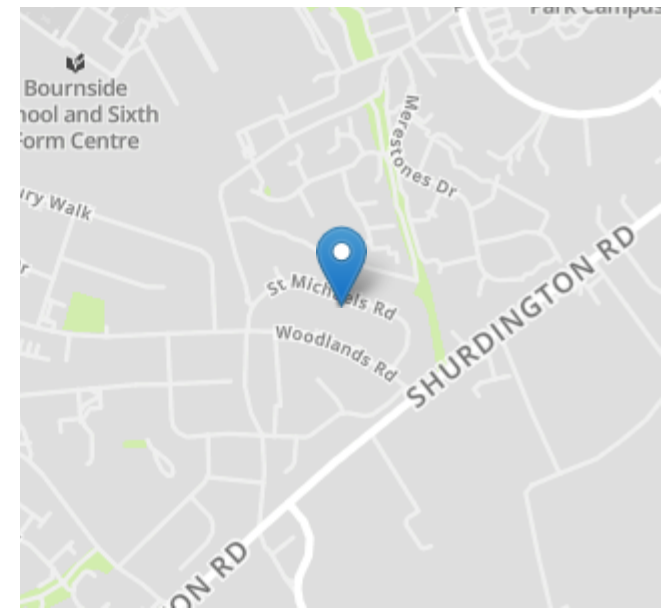 Park Campus
Bournside
hool and Sixth
Form Centre
Merestones Dr
ry Walk
St Michaels Rd
Woodlands Rd
SHURDINGTON RD
ON RD